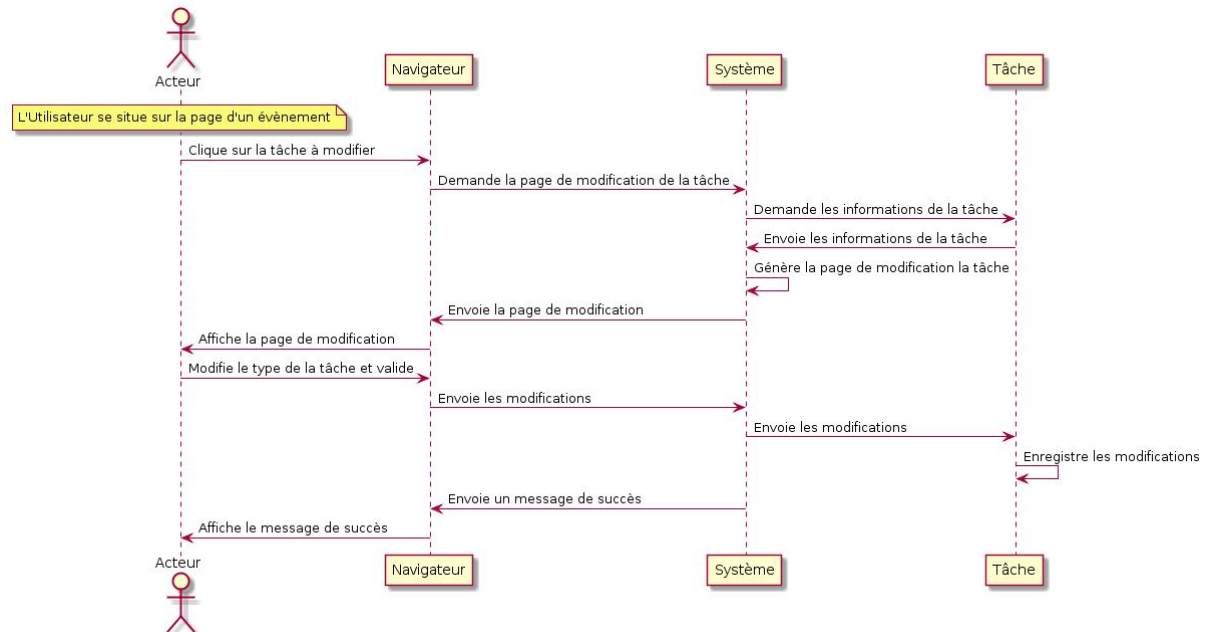 Acteur
Navigateur
Système
Tâche
L'Utilisateur se situe sur la page d'un évènement
Clique sur la tâche à modifier
Demande la page de modification de la tâche
Demande les informations de la tâche
Envoie les informations de la tâche
Génère la page de modification la tâche
Envoie la page de modification
Affiche la page de modification
Modifie le type de la tâche et valide
Envoie les modifications
Envoie les modifications
Enregistre les modifications
Envoie un message de succès
Affiche le message de succès
Acteur
Navigateur
Système
Tâche